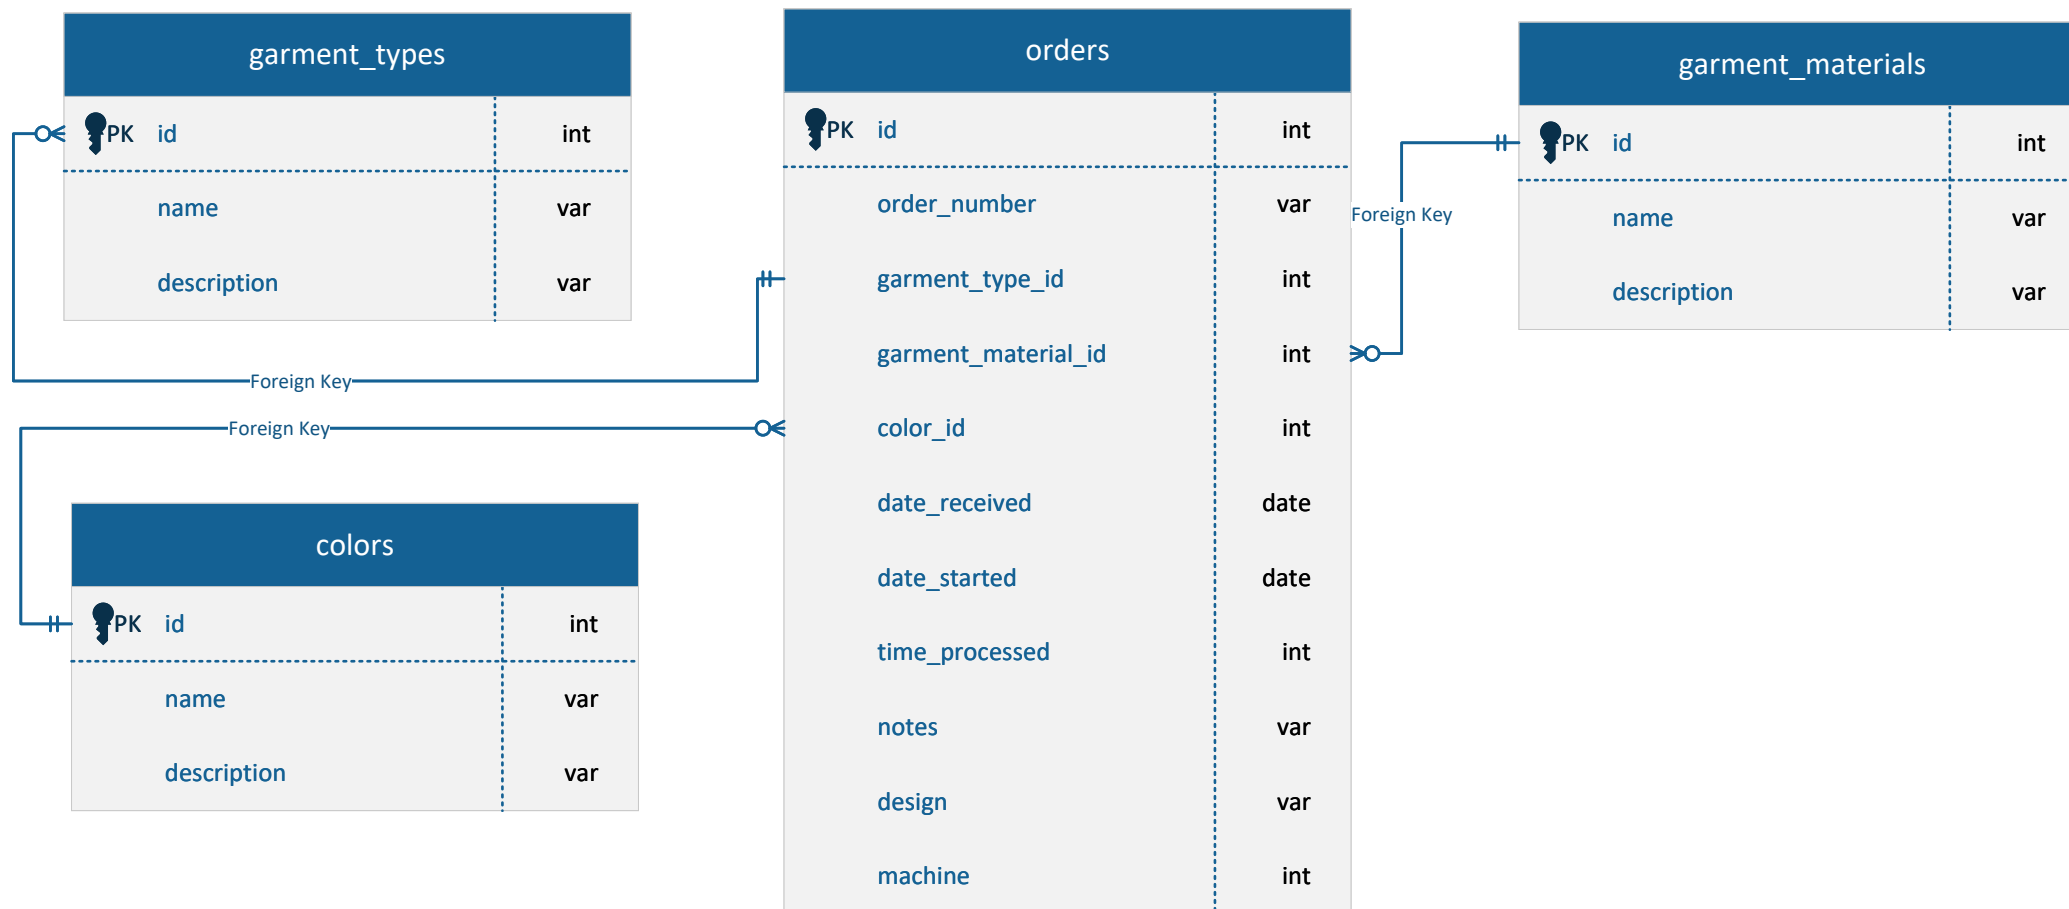 garment_types
PK id int
name var
description var
orders
PK id int
order_number var
garment_type_id int
garment_material_id int
color_id int
date_received date
date_started date
time_processed int
notes var
design var
machine int
garment_materials
PK id int
name var
description var
Foreign Key
Foreign Key
Foreign Key
colors
PK id int
name var
description var